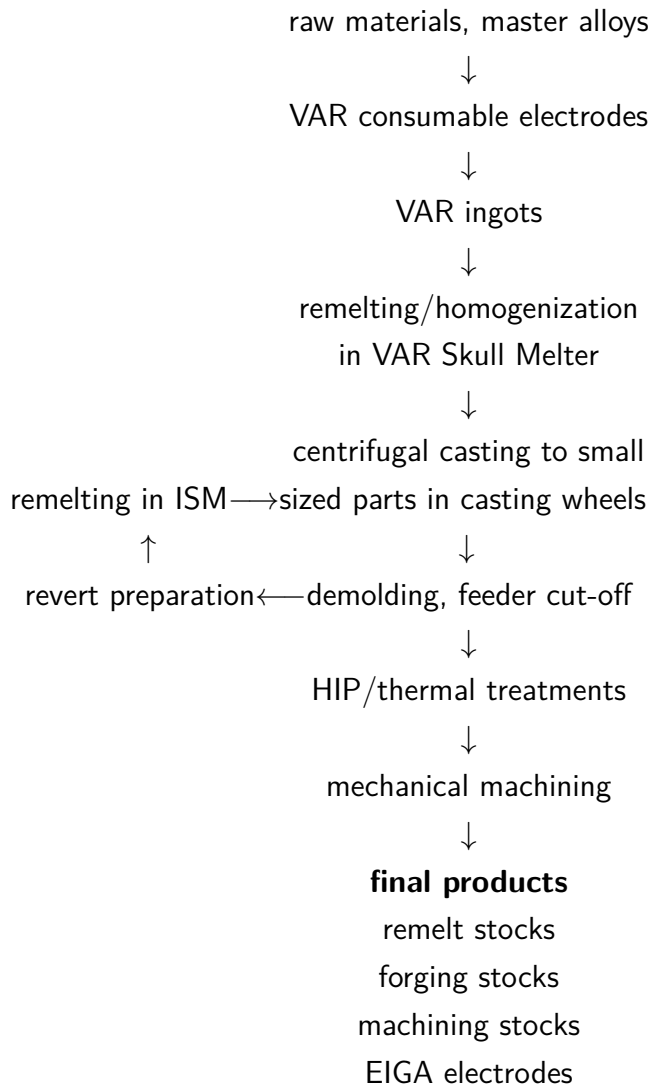 raw materials, master alloys
↓
VAR consumable electrodes
↓
VAR ingots
↓
remelting/homogenization
in VAR Skull Melter
↓
centrifugal casting to small
remelting in ISM⟶sized parts in casting wheels
↑ ↓
revert preparation⟵demolding, feeder cut-off
↓
HIP/thermal treatments
↓
mechanical machining
↓
final products
remelt stocks
forging stocks
machining stocks
EIGA electrodes